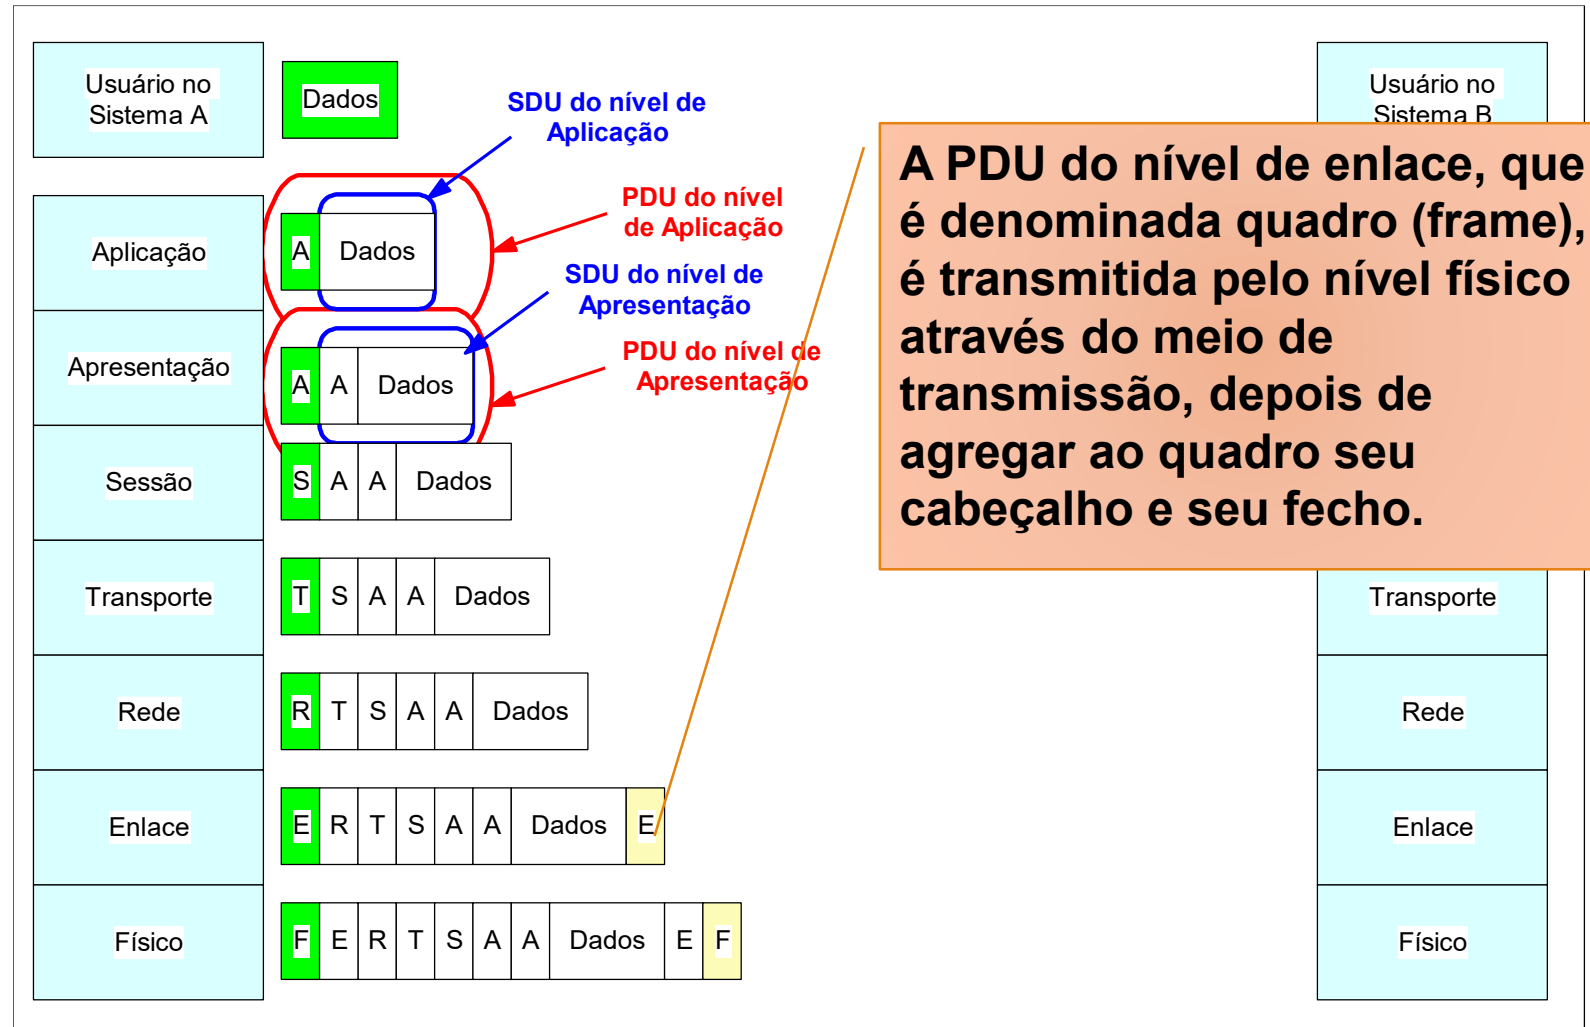 Usuário no
Sistema A
Dados
SDU do nível de
Aplicação
Usuário no
Sistema B
A PDU do nível de enlace, que
é denominada quadro (frame),
é transmitida pelo nível físico
através do meio de
transmissão, depois de
agregar ao quadro seu
cabeçalho e seu fecho.
Aplicação
A Dados
PDU do nível
de Aplicação
SDU do nível de
Apresentação
Apresentação
A A Dados
PDU do nível de
Apresentação
Sessão
S A A Dados
Transporte
T S A A Dados
Transporte
Rede
R T S A A Dados
Rede
Enlace
E R T S A A Dados E
Enlace
Físico
F E R T S A A Dados E F
Físico